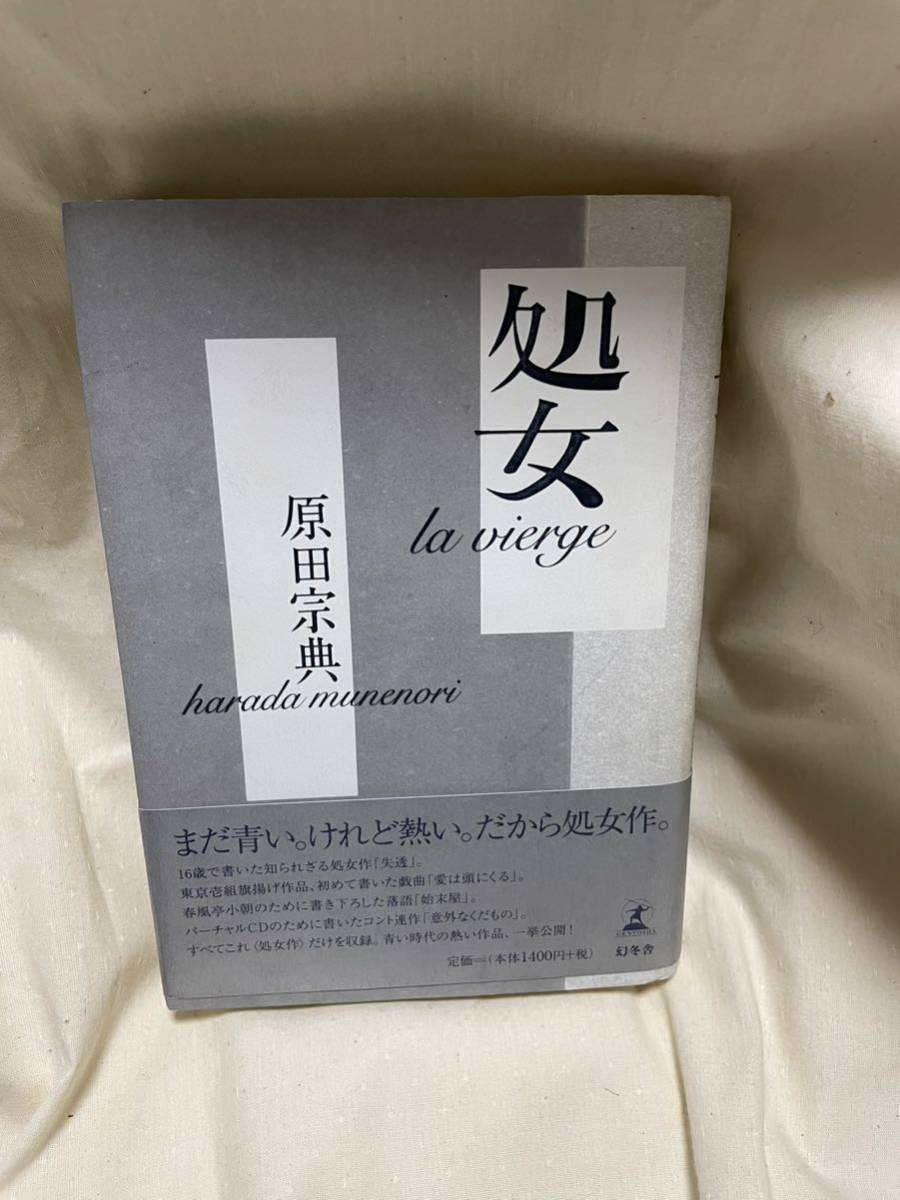 処女
la vierge
原田宗典
harada munenori
まだ青い。けれど熱い。だから処女作。
16歳で書いた知られざる処女作「失透」。
東京壱組旗揚げ作品、初めて書いた戯曲「愛は頭にくる」。
春風亭小朝のために書き下ろした落語「始末屋」。
バーチャルCDのために書いたコント連作「意外なくだもの」。
すべてこれ〈処女作〉だけを収録。青い時代の熱い作品、一挙公開!
定価=(本体1400円+税)
GENTOSHA
幻冬舎